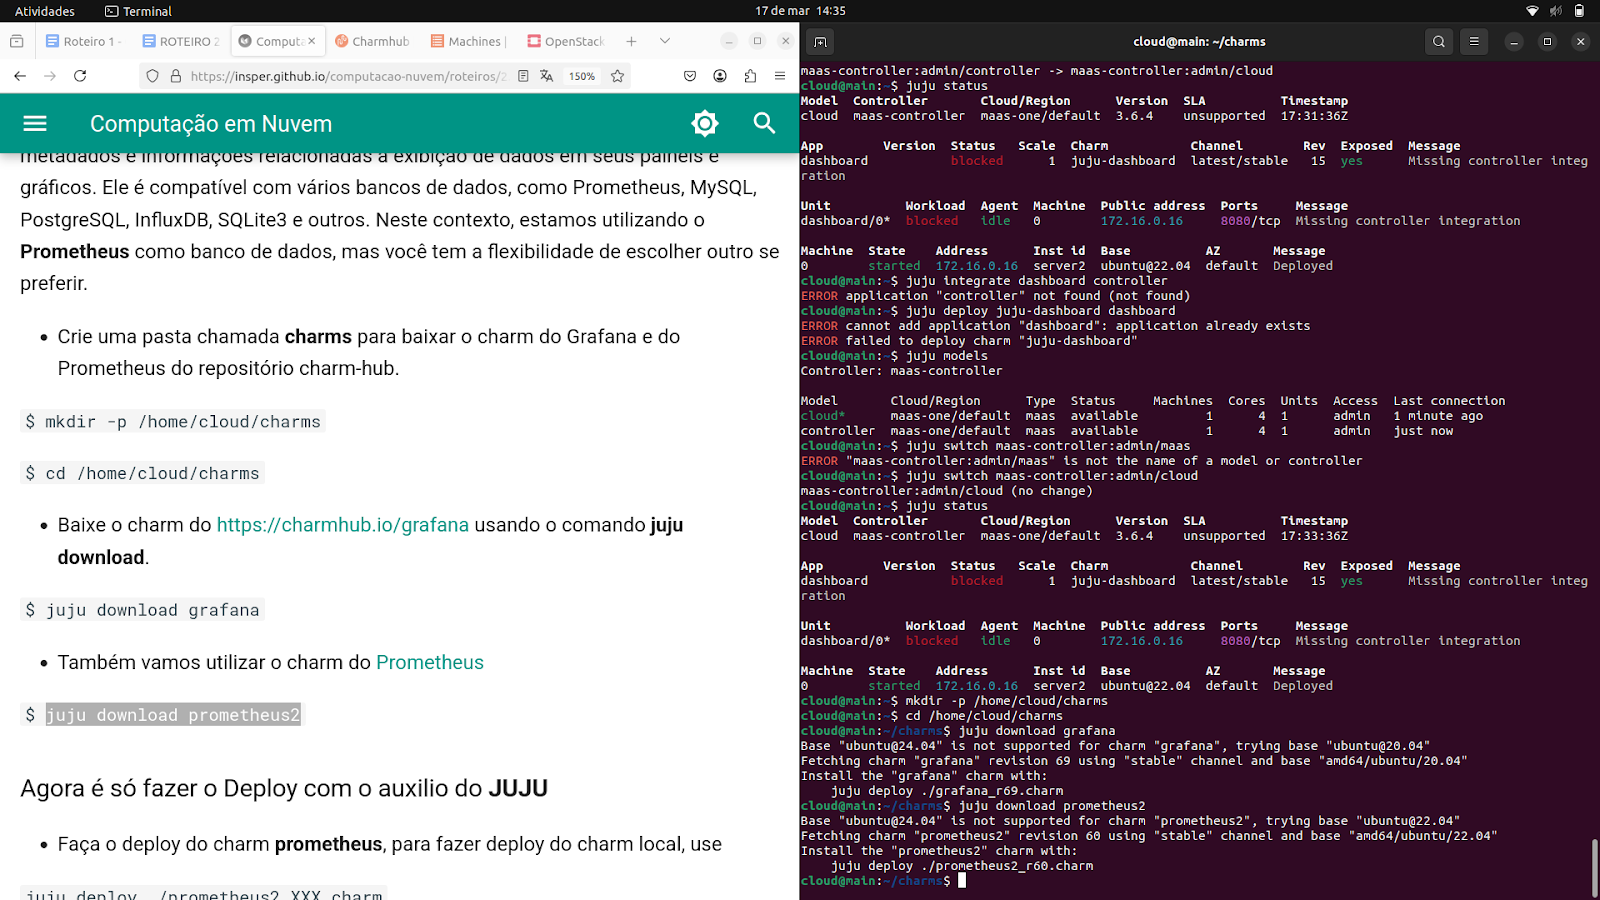 Atividades Terminal 17 de mar 14:35
Roteiro 1 - ROTEIRO 2 Computa Charmhub Machines | OpenStack
https://insper.github.io/computacao-nuvem/roteiros/2 150%
Computação em Nuvem
metadados e informações relacionadas à exibição de dados em seus painéis e
gráficos. Ele é compatível com vários bancos de dados, como Prometheus, MySQL,
PostgreSQL, InfluxDB, SQLite3 e outros. Neste contexto, estamos utilizando o
Prometheus como banco de dados, mas você tem a flexibilidade de escolher outro se
preferir.
• Crie uma pasta chamada charms para baixar o charm do Grafana e do
Prometheus do repositório charm-hub.
$ mkdir -p /home/cloud/charms
$ cd /home/cloud/charms
• Baixe o charm do https://charmhub.io/grafana usando o comando juju
download.
$ juju download grafana
• Também vamos utilizar o charm do Prometheus
$ juju download prometheus2
Agora é só fazer o Deploy com o auxilio do JUJU
• Faça o deploy do charm prometheus, para fazer deploy do charm local, use
juju deploy ./prometheus2_XXX.charm
cloud@main: ~/charms
maas-controller:admin/controller -> maas-controller:admin/cloud
cloud@main:~$ juju status
Model Controller Cloud/Region Version SLA Timestamp
cloud maas-controller maas-one/default 3.6.4 unsupported 17:31:36Z
App Version Status Scale Charm Channel Rev Exposed Message
dashboard blocked 1 juju-dashboard latest/stable 15 yes Missing controller integ
ration
Unit Workload Agent Machine Public address Ports Message
dashboard/0* blocked idle 0 172.16.0.16 8080/tcp Missing controller integration
Machine State Address Inst id Base AZ Message
0 started 172.16.0.16 server2 ubuntu@22.04 default Deployed
cloud@main:~$ juju integrate dashboard controller
ERROR application "controller" not found (not found)
cloud@main:~$ juju deploy juju-dashboard dashboard
ERROR cannot add application "dashboard": application already exists
ERROR failed to deploy charm "juju-dashboard"
cloud@main:~$ juju models
Controller: maas-controller
Model Cloud/Region Type Status Machines Cores Units Access Last connection
cloud* maas-one/default maas available 1 4 1 admin 1 minute ago
controller maas-one/default maas available 1 4 1 admin just now
cloud@main:~$ juju switch maas-controller:admin/maas
ERROR "maas-controller:admin/maas" is not the name of a model or controller
cloud@main:~$ juju switch maas-controller:admin/cloud
maas-controller:admin/cloud (no change)
cloud@main:~$ juju status
Model Controller Cloud/Region Version SLA Timestamp
cloud maas-controller maas-one/default 3.6.4 unsupported 17:33:36Z
App Version Status Scale Charm Channel Rev Exposed Message
dashboard blocked 1 juju-dashboard latest/stable 15 yes Missing controller integ
ration
Unit Workload Agent Machine Public address Ports Message
dashboard/0* blocked idle 0 172.16.0.16 8080/tcp Missing controller integration
Machine State Address Inst id Base AZ Message
0 started 172.16.0.16 server2 ubuntu@22.04 default Deployed
cloud@main:~$ mkdir -p /home/cloud/charms
cloud@main:~$ cd /home/cloud/charms
cloud@main:~/charms$ juju download grafana
Base "ubuntu@24.04" is not supported for charm "grafana", trying base "ubuntu@20.04"
Fetching charm "grafana" revision 69 using "stable" channel and base "amd64/ubuntu/20.04"
Install the "grafana" charm with:
juju deploy ./grafana_r69.charm
cloud@main:~/charms$ juju download prometheus2
Base "ubuntu@24.04" is not supported for charm "prometheus2", trying base "ubuntu@22.04"
Fetching charm "prometheus2" revision 60 using "stable" channel and base "amd64/ubuntu/22.04"
Install the "prometheus2" charm with:
juju deploy ./prometheus2_r60.charm
cloud@main:~/charms$